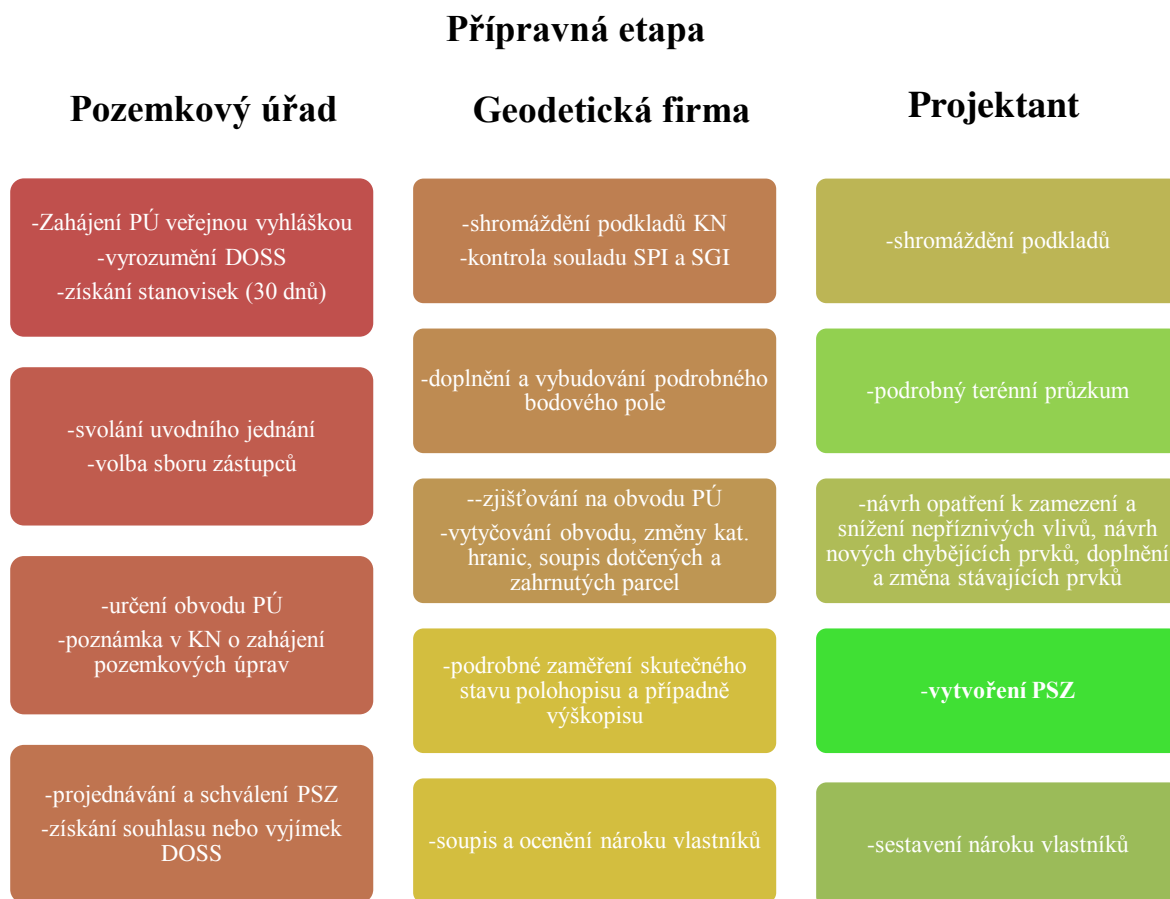 Přípravná etapa
Pozemkový úřad
-Zahájení PÚ veřejnou vyhláškou
-vyrozumění DOSS
-získání stanovisek (30 dnů)
-svolání uvodního jednání
-volba sboru zástupců
-určení obvodu PÚ
-poznámka v KN o zahájení
pozemkových úprav
-projednávání a schválení PSZ
-získání souhlasu nebo vyjímek
DOSS
Geodetická firma
-shromáždění podkladů KN
-kontrola souladu SPI a SGI
-doplnění a vybudování podrobného
bodového pole
--zjišťování na obvodu PÚ
-vytyčování obvodu, změny kat.
hranic, soupis dotčených a
zahrnutých parcel
-podrobné zaměření skutečného
stavu polohopisu a případně
výškopisu
-soupis a ocenění nároku vlastníků
Projektant
-shromáždění podkladů
-podrobný terénní průzkum
-návrh opatření k zamezení a
snížení nepříznivých vlivů, návrh
nových chybějících prvků, doplnění
a změna stávajících prvků
-vytvoření PSZ
-sestavení nároku vlastníků